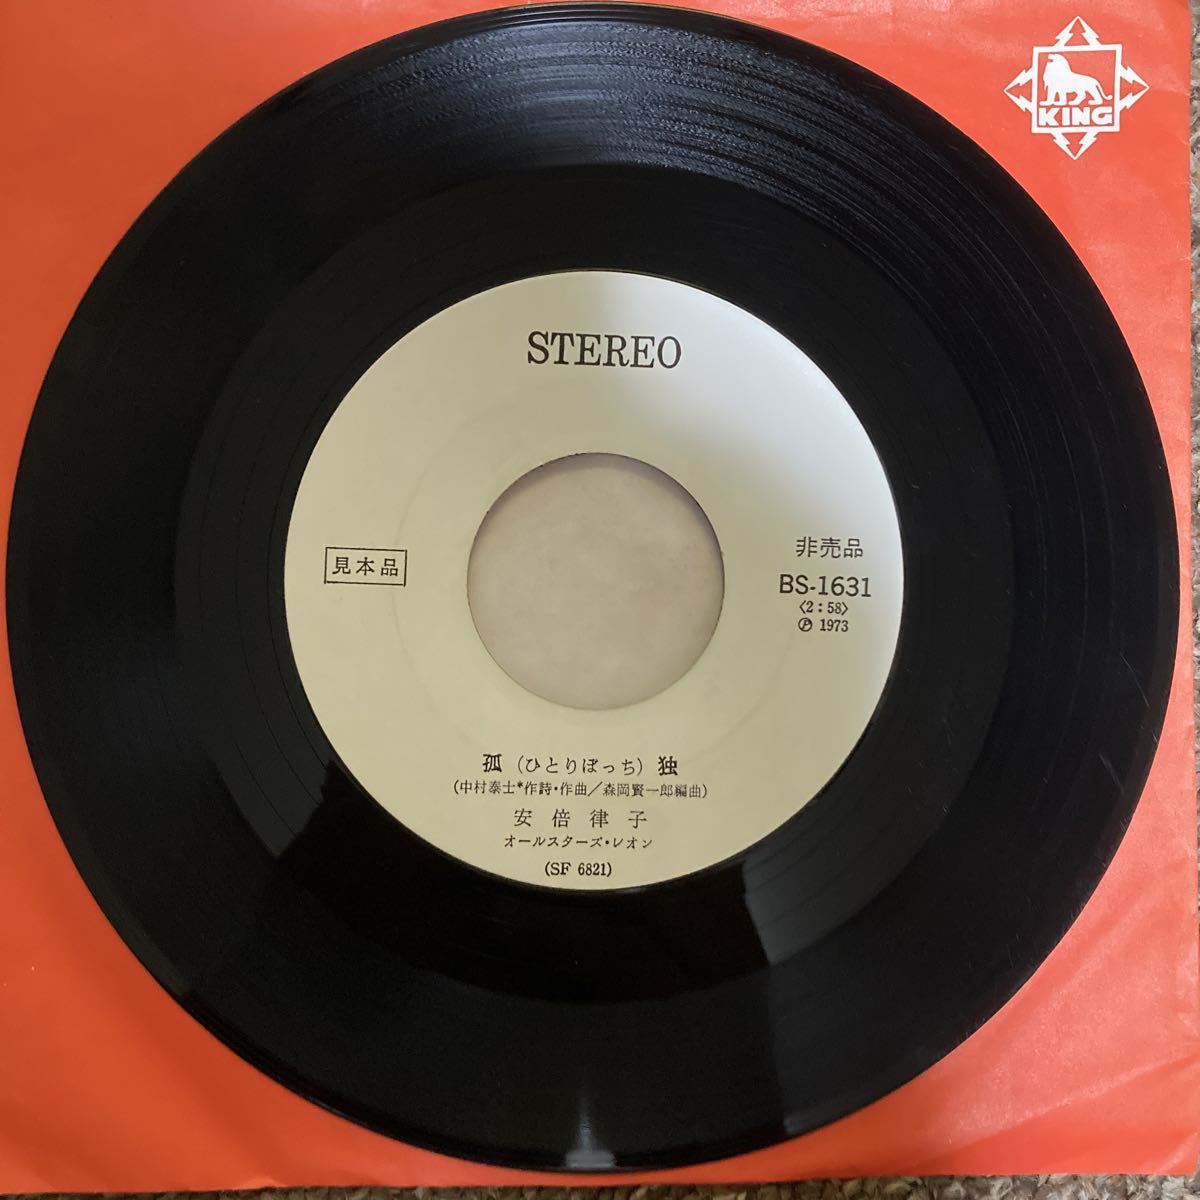 KING
STEREO
見本品
非売品
BS-1631
〈2:58〉
Ⓟ 1973
孤（ひとりぼっち）独
(中村泰士*作詩・作曲／森岡賢一郎編曲)
安倍律子
オールスターズ・レオン
(SF 6821)